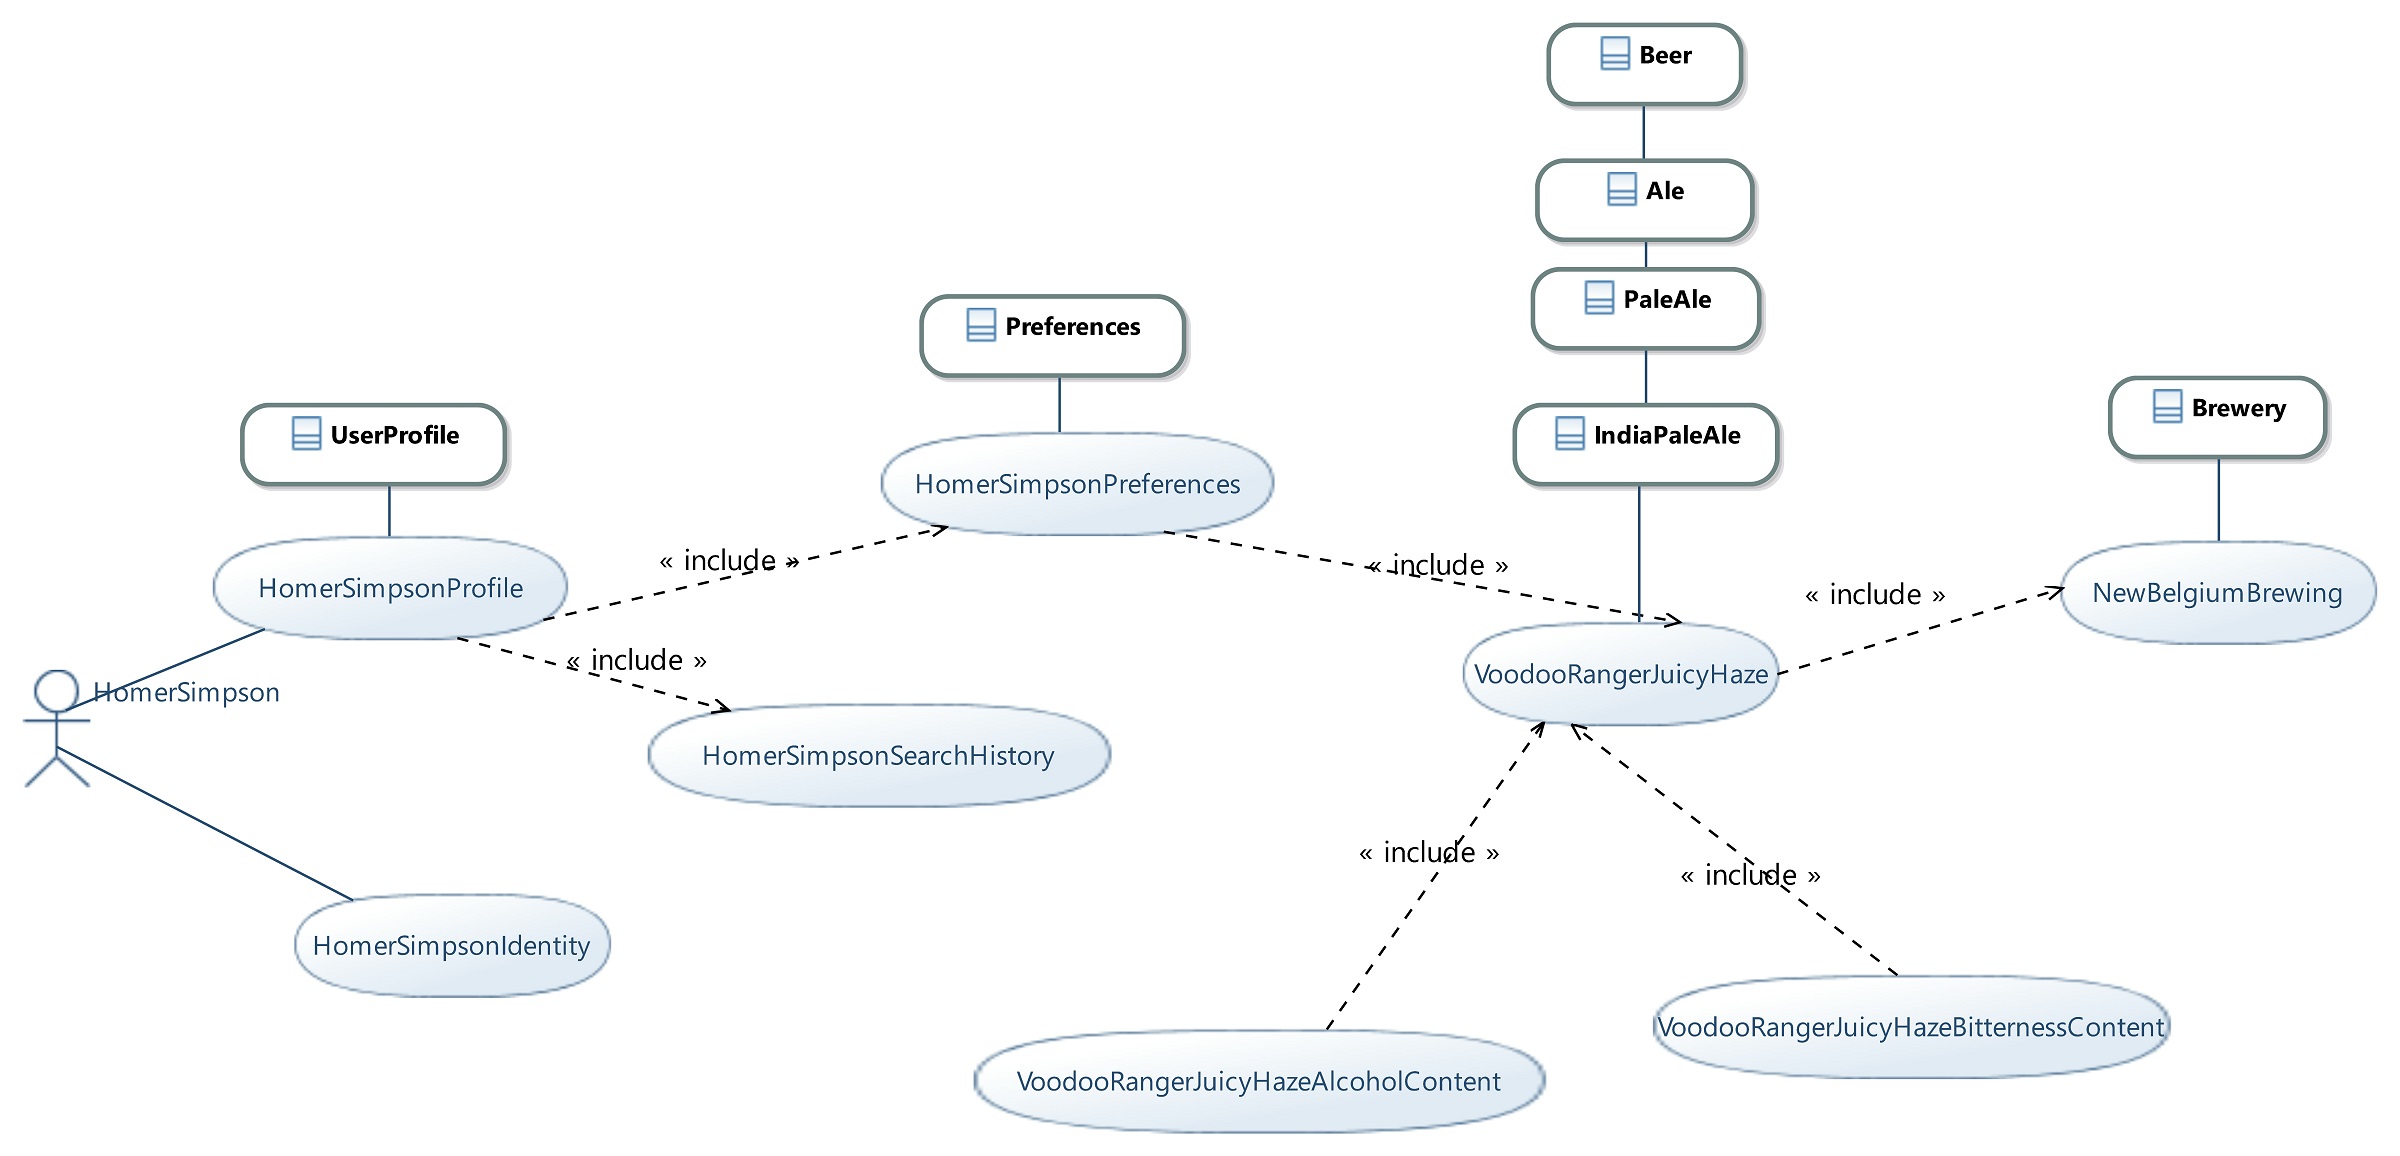 Beer
Ale
PaleAle
Preferences
IndiaPaleAle
Brewery
UserProfile
HomerSimpsonPreferences
« include »
« include »
HomerSimpsonProfile
« include »
NewBelgiumBrewing
« include »
VoodooRangerJuicyHaze
HomerSimpson
HomerSimpsonSearchHistory
« include »
« include »
HomerSimpsonIdentity
VoodooRangerJuicyHazeBitternessContent
VoodooRangerJuicyHazeAlcoholContent